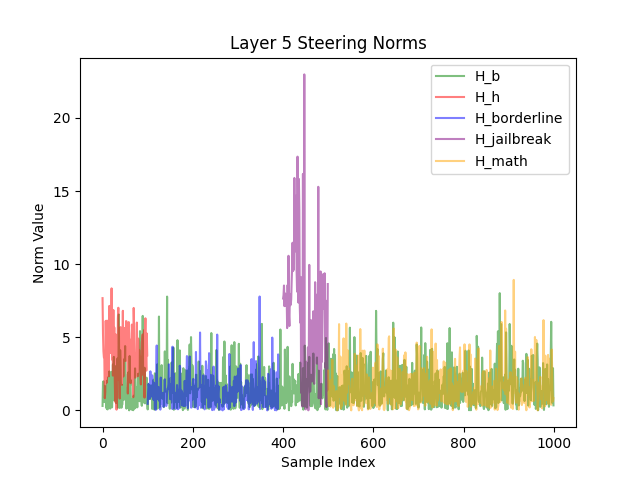 Layer 5 Steering Norms
H_b
H_h
H_borderline
H_jailbreak
H_math
Norm Value
20
15
10
5
0
0
200
400
600
800
1000
Sample Index